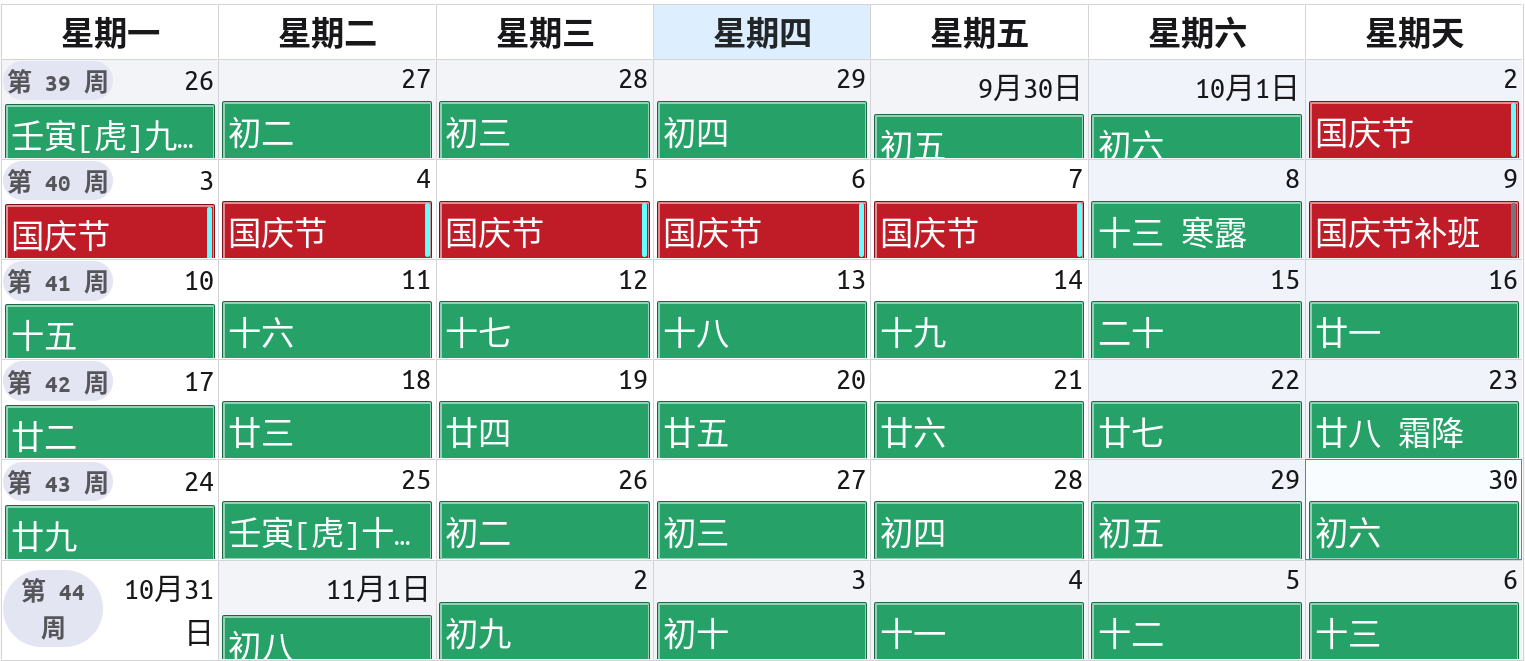 星期一 星期二 星期三 星期四 星期五 星期六 星期天
第 39 周 26 27 28 29 9月30日 10月1日 2
壬寅[虎]九… 初二 初三 初四 初五 初六 国庆节
第 40 周 3 4 5 6 7 8 9
国庆节 国庆节 国庆节 国庆节 国庆节 十三 寒露 国庆节补班
第 41 周 10 11 12 13 14 15 16
十五 十六 十七 十八 十九 二十 廿一
第 42 周 17 18 19 20 21 22 23
廿二 廿三 廿四 廿五 廿六 廿七 廿八 霜降
第 43 周 24 25 26 27 28 29 30
廿九 壬寅[虎]十… 初二 初三 初四 初五 初六
第 44 周 10月31日 11月1日 2 3 4 5 6
初八 初九 初十 十一 十二 十三